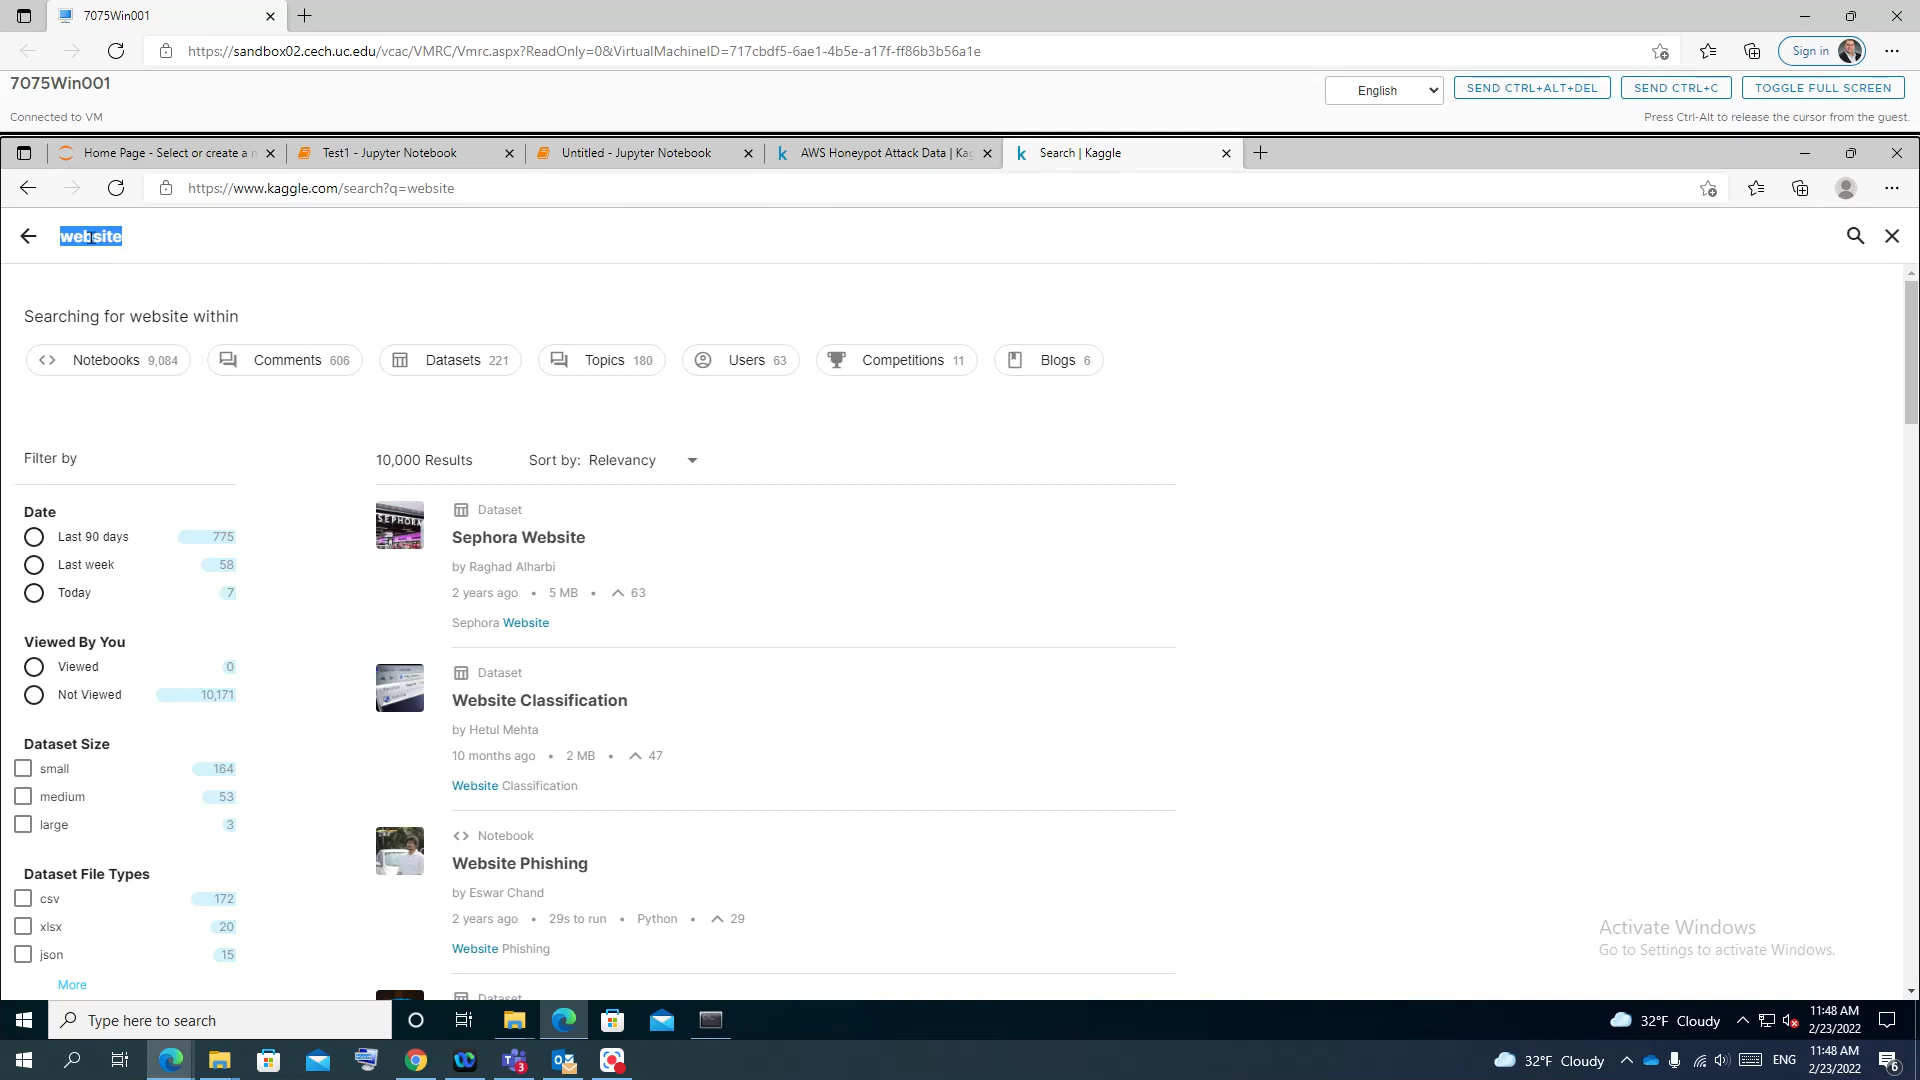 7075Win001
https://sandbox02.cech.uc.edu/vcac/VMRC/Vmrc.aspx?ReadOnly=0&VirtualMachineID=717cbdf5-6ae1-4b5e-a17f-ff86b3b56a1e
Sign in
7075Win001
English
SEND CTRL+ALT+DEL
SEND CTRL+C
TOGGLE FULL SCREEN
Connected to VM
Press Ctrl-Alt to release the cursor from the guest.
Home Page - Select or create a n
Test1 - Jupyter Notebook
Untitled - Jupyter Notebook
AWS Honeypot Attack Data | Kag
Search | Kaggle
https://www.kaggle.com/search?q=website
website
Searching for website within
Notebooks 9,084
Comments 606
Datasets 221
Topics 180
Users 63
Competitions 11
Blogs 6
Filter by
10,000 Results
Sort by: Relevancy
Date
Last 90 days 775
Last week 58
Today 7
Viewed By You
Viewed 0
Not Viewed 10,171
Dataset Size
small 164
medium 53
large 3
Dataset File Types
csv 172
xlsx 20
json 15
More
SEPHORA
Dataset
Sephora Website
by Raghad Alharbi
2 years ago • 5 MB • 63
Sephora Website
Dataset
Website Classification
by Hetul Mehta
10 months ago • 2 MB • 47
Website Classification
Notebook
Website Phishing
by Eswar Chand
2 years ago • 29s to run • Python • 29
Website Phishing
Dataset
Activate Windows
Go to Settings to activate Windows.
Type here to search
32°F Cloudy
11:48 AM
2/23/2022
32°F Cloudy
ENG
11:48 AM
2/23/2022
3
6